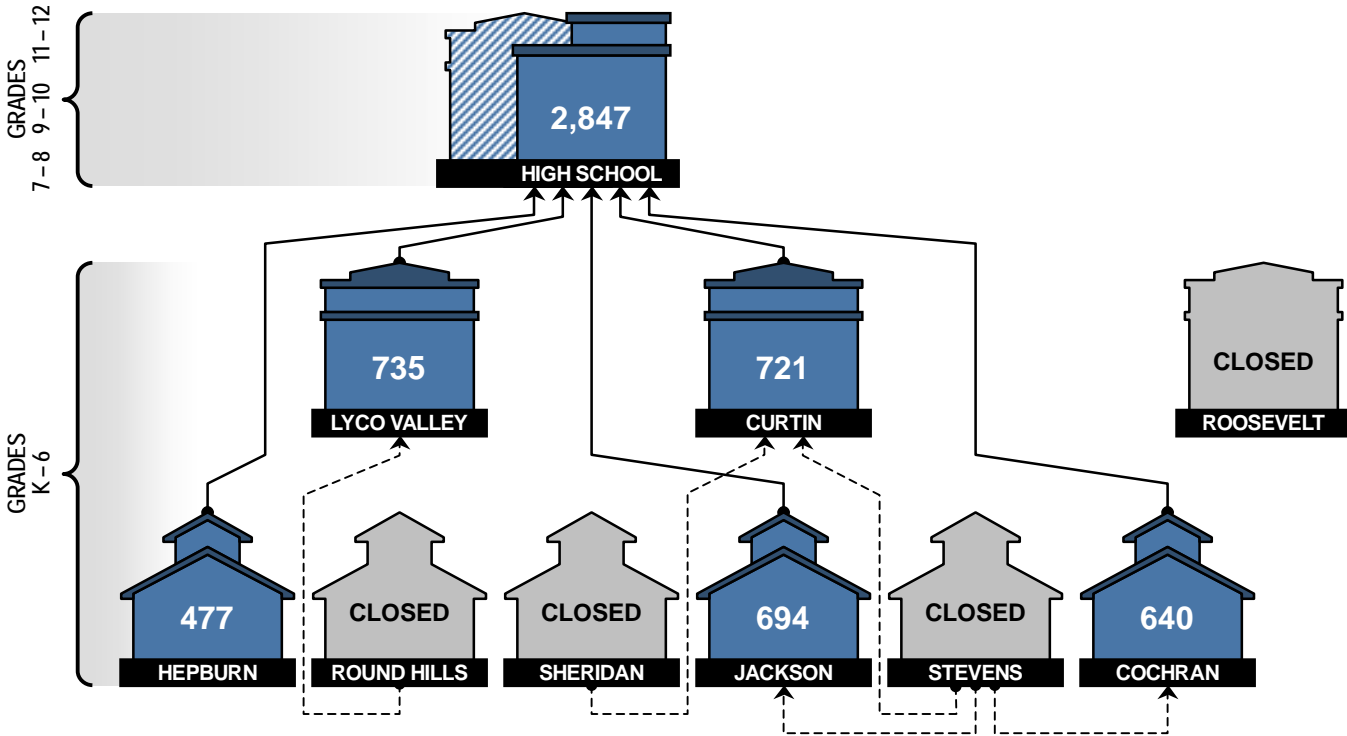 GRADES
7 – 8   9 – 10   11 – 12
2,847
HIGH SCHOOL
GRADES
K – 6
735
LYCO VALLEY
721
CURTIN
CLOSED
ROOSEVELT
477
HEPBURN
CLOSED
ROUND HILLS
CLOSED
SHERIDAN
694
JACKSON
CLOSED
STEVENS
640
COCHRAN